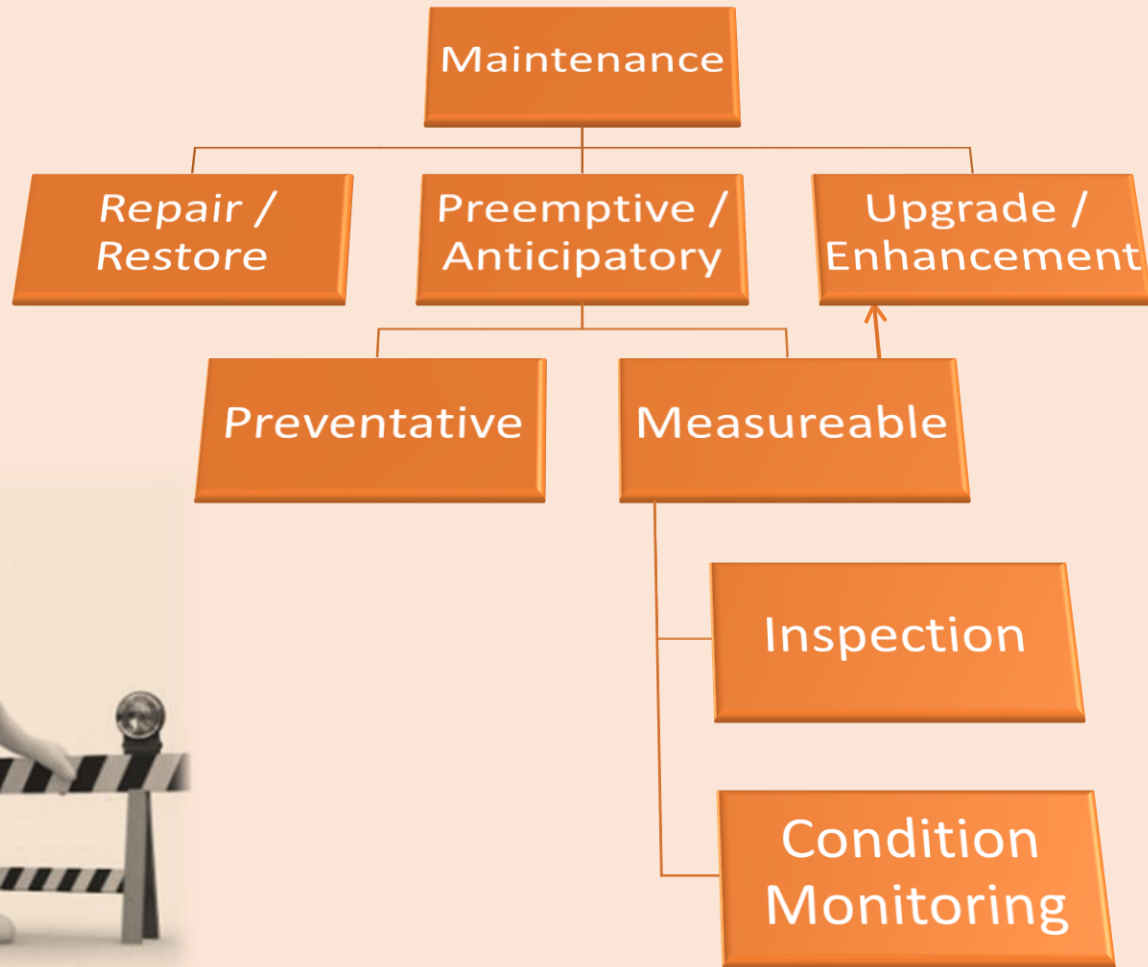 Maintenance
Repair /
Restore
Preemptive /
Anticipatory
Upgrade /
Enhancement
Preventative
Measureable
Inspection
Condition
Monitoring